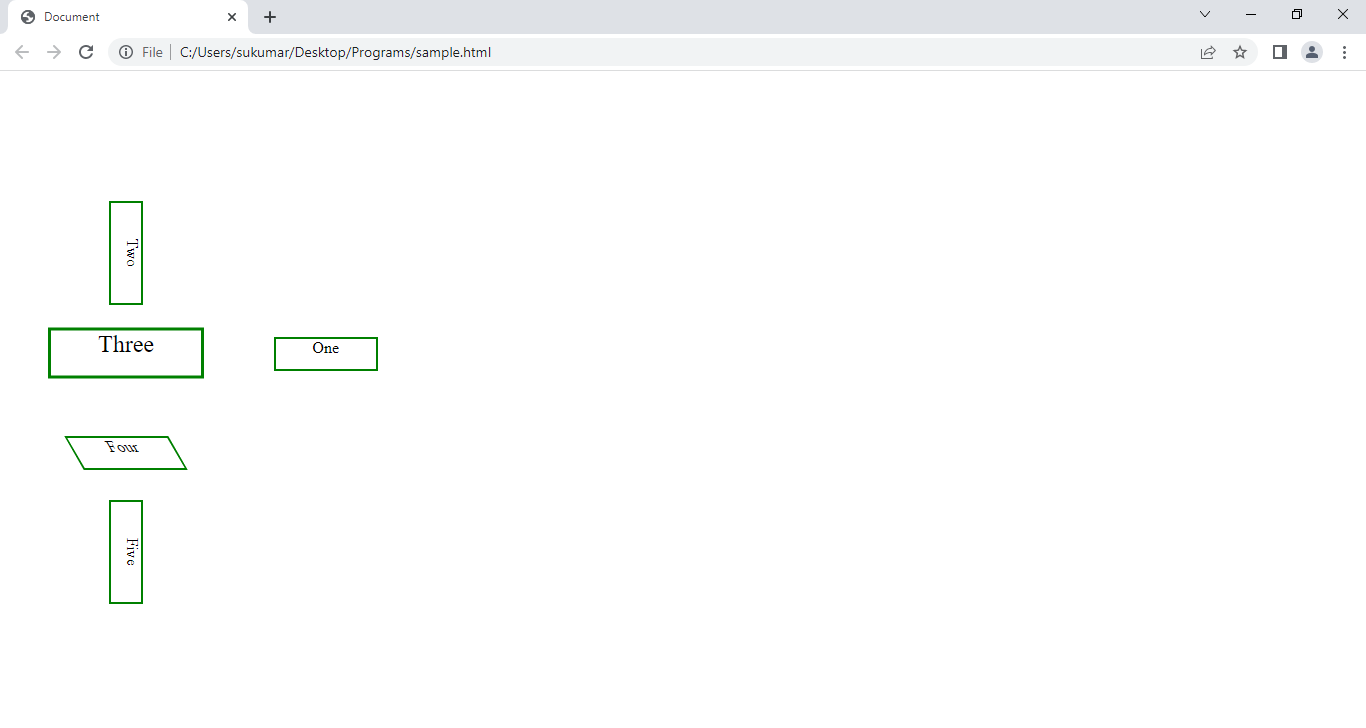 Document
File
C:/Users/sukumar/Desktop/Programs/sample.html
Two
Three
One
Four
Five